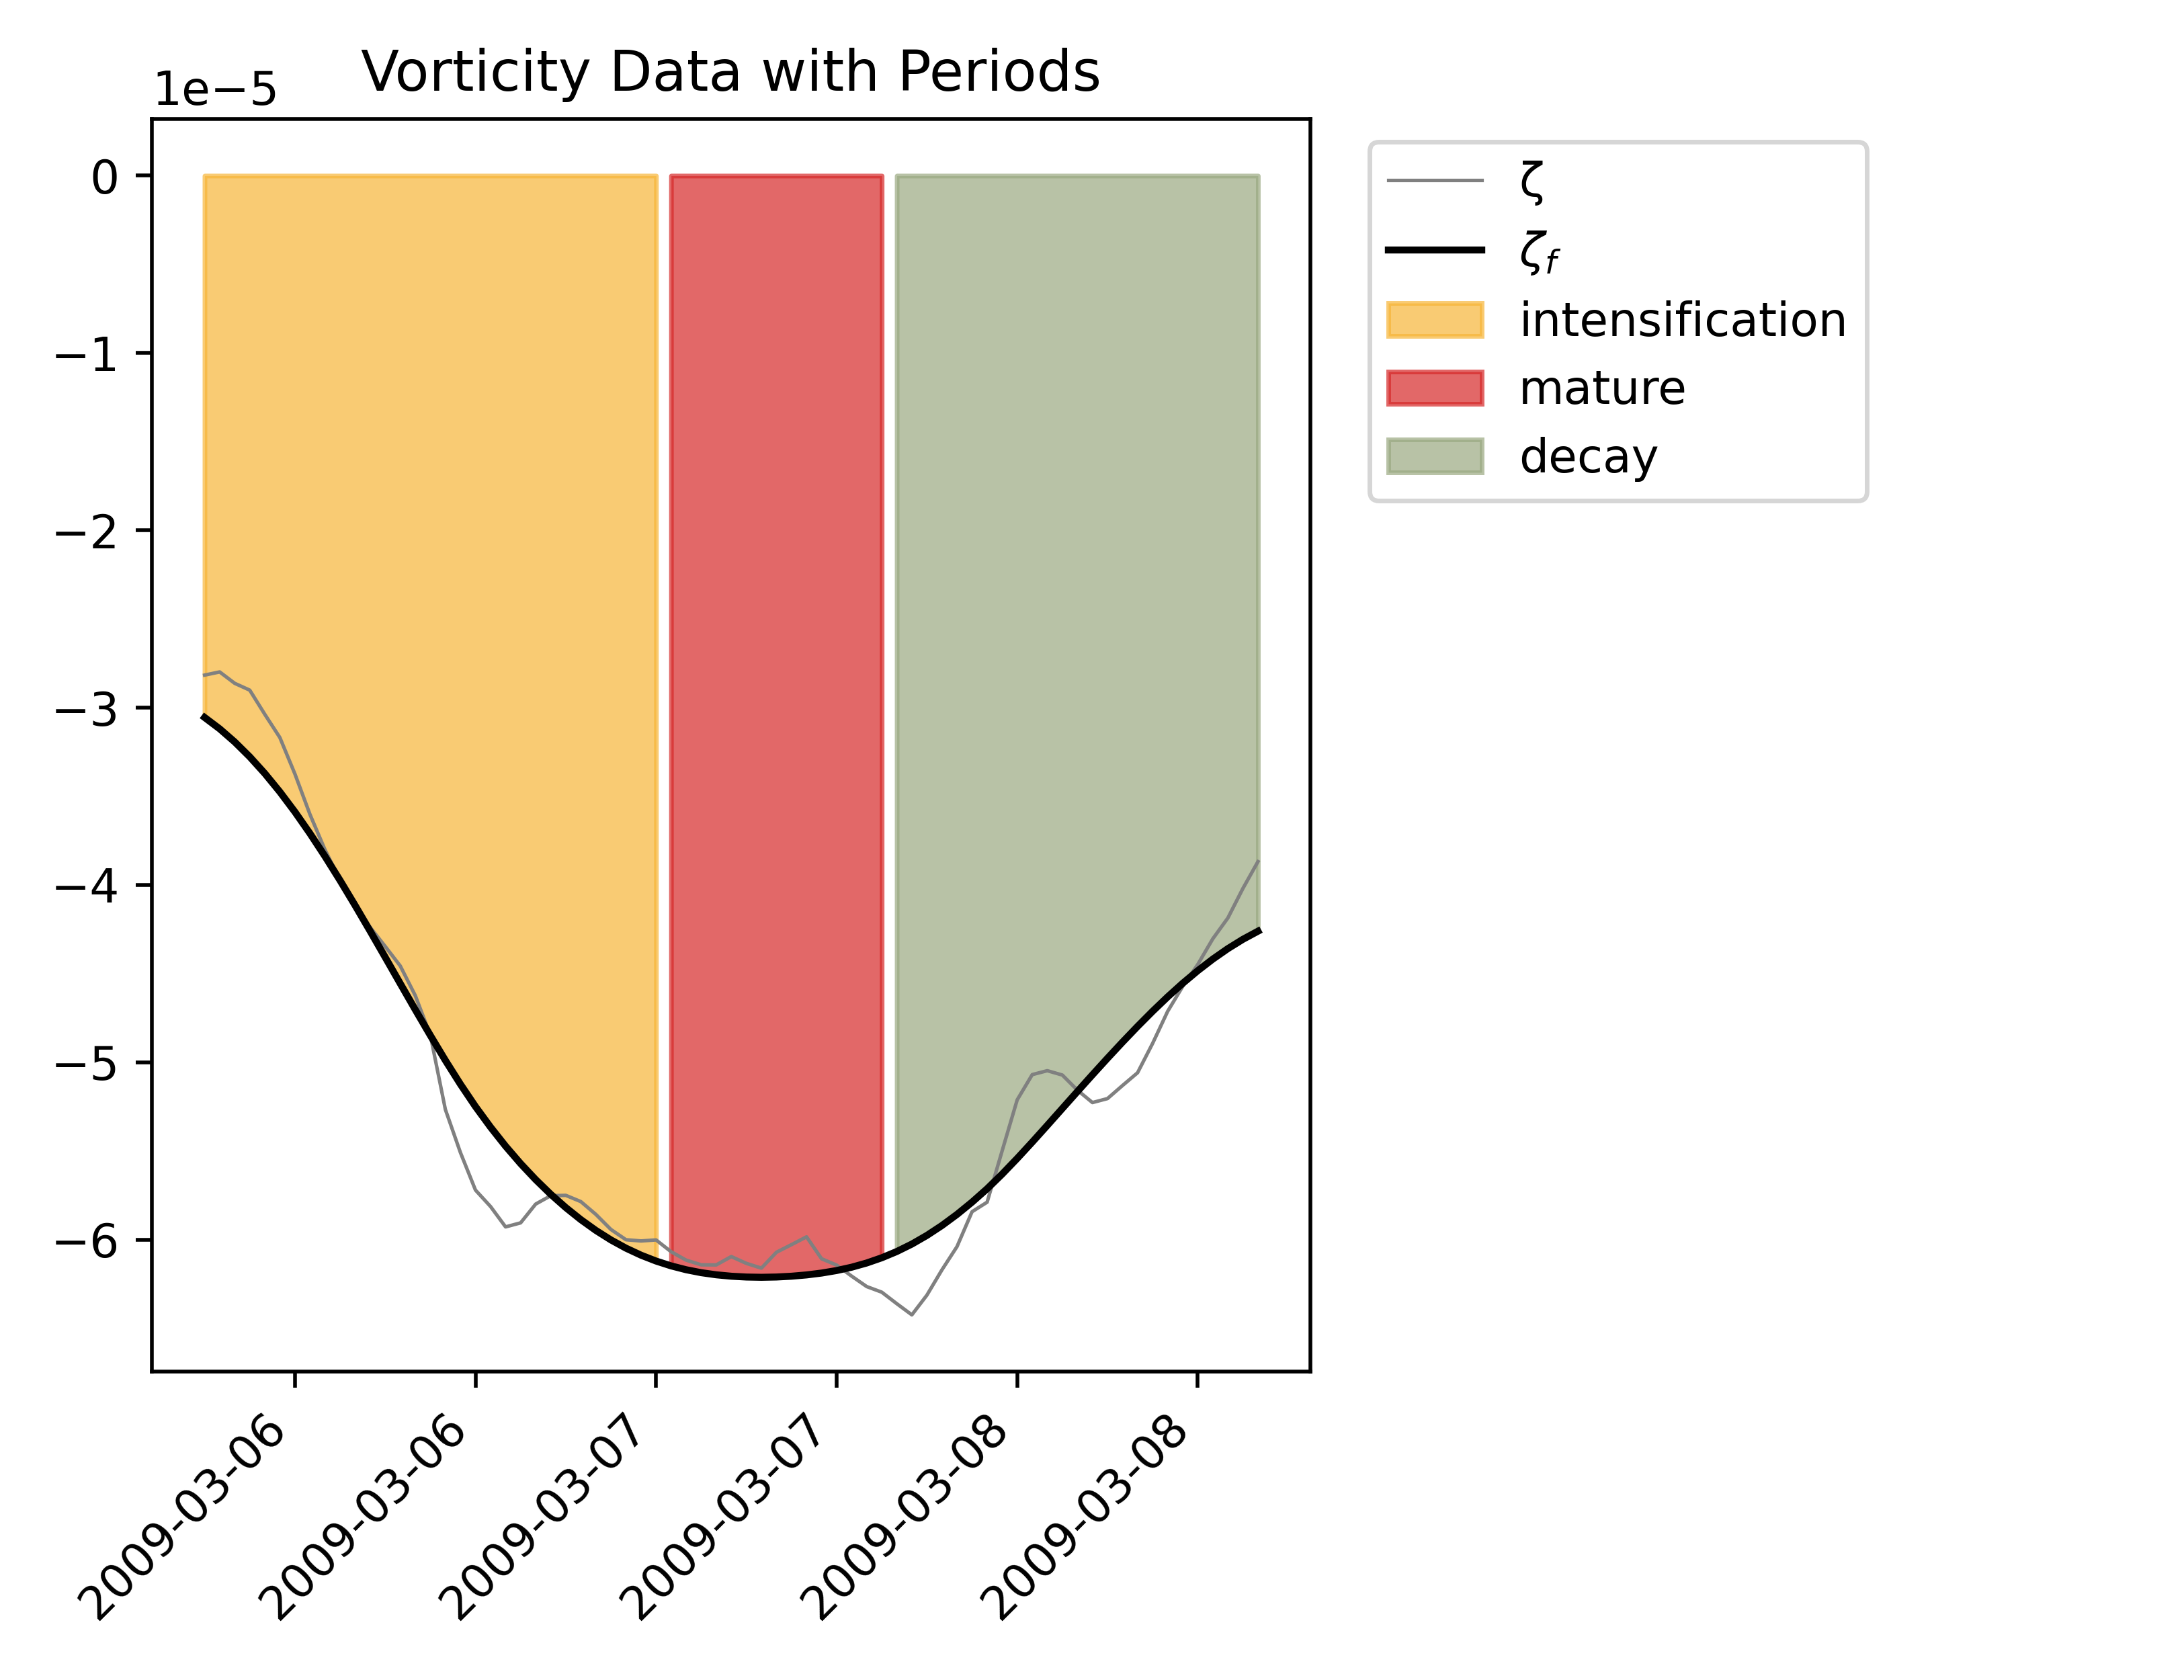 Vorticity Data with Periods
1e−5
0
−1
−2
−3
−4
−5
−6
2009-03-06
2009-03-06
2009-03-07
2009-03-07
2009-03-08
2009-03-08
ζ
ζf
intensification
mature
decay